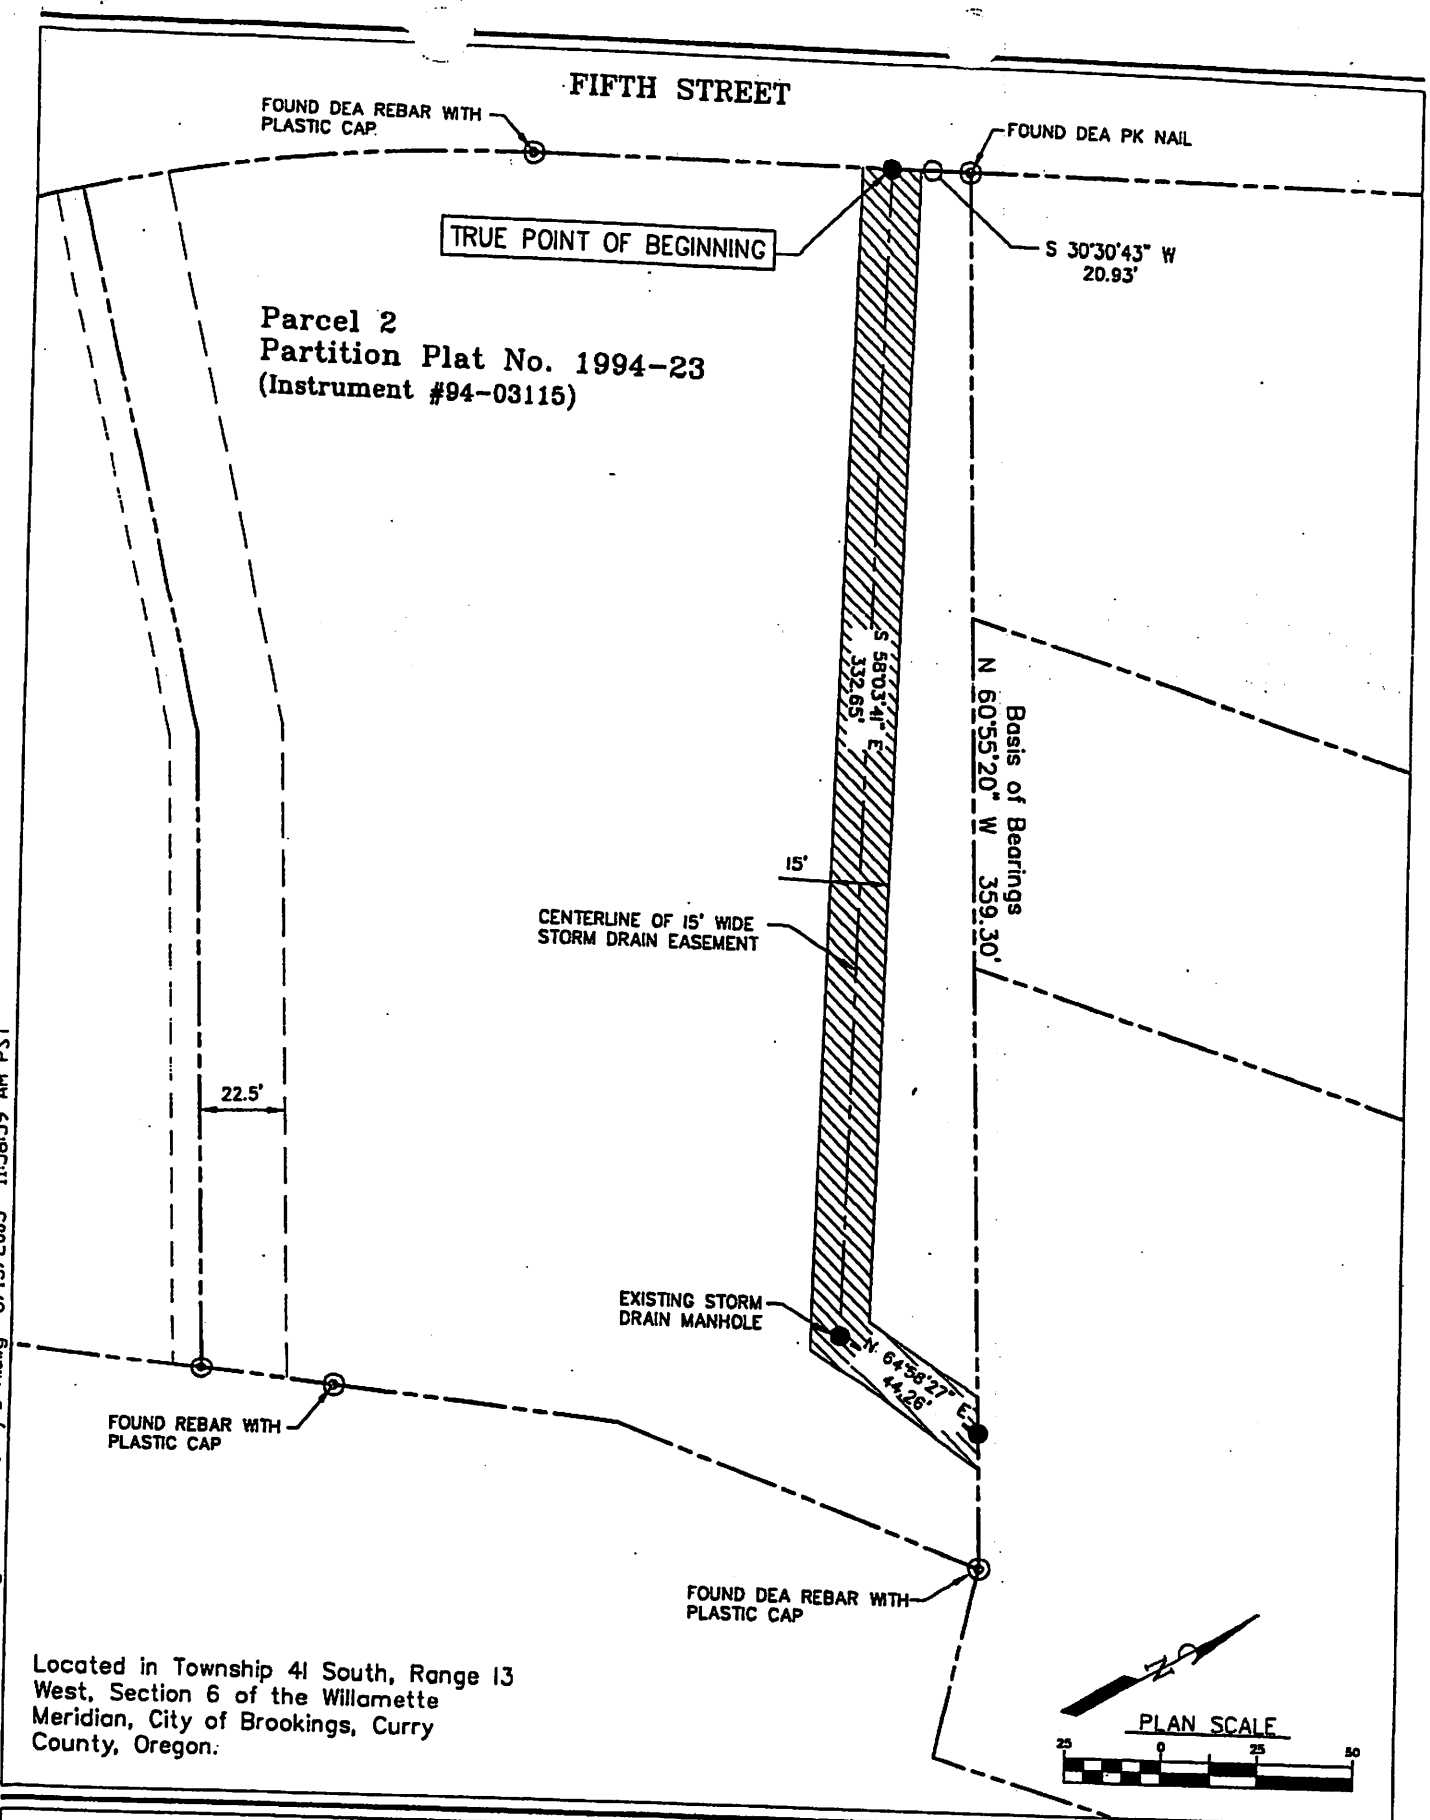 FIFTH STREET
FOUND DEA REBAR WITH
PLASTIC CAP.
FOUND DEA PK NAIL
TRUE POINT OF BEGINNING
S 30°30'43" W
20.93'
Parcel 2
Partition Plat No. 1994-23
(Instrument #94-03115)
S 58°03'41" E
332.65'
Basis of Bearings
N 60°55'20" W 359.30'
15'
CENTERLINE OF 15' WIDE
STORM DRAIN EASEMENT
22.5'
EXISTING STORM
DRAIN MANHOLE
N 64°58'27" E
44.26'
FOUND REBAR WITH
PLASTIC CAP
FOUND DEA REBAR WITH
PLASTIC CAP
Located in Township 41 South, Range 13
West, Section 6 of the Willamette
Meridian, City of Brookings, Curry
County, Oregon.
N
PLAN SCALE
25 0 25 50
AM PST